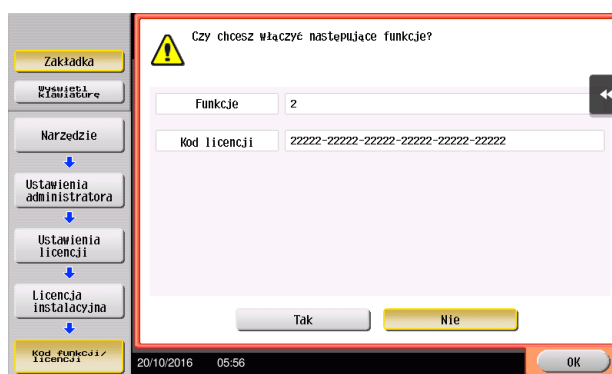 Czy chcesz włączyć następujące funkcje?
Zakładka
Wyświetl
klawiaturę
Funkcje
2
Kod licencji
22222-22222-22222-22222-22222-22222
Narzędzie
Ustawienia
administratora
Ustawienia
licencji
Licencja
instalacyjna
Kod funkcji/
licencji
Tak
Nie
20/10/2016 05:56
OK